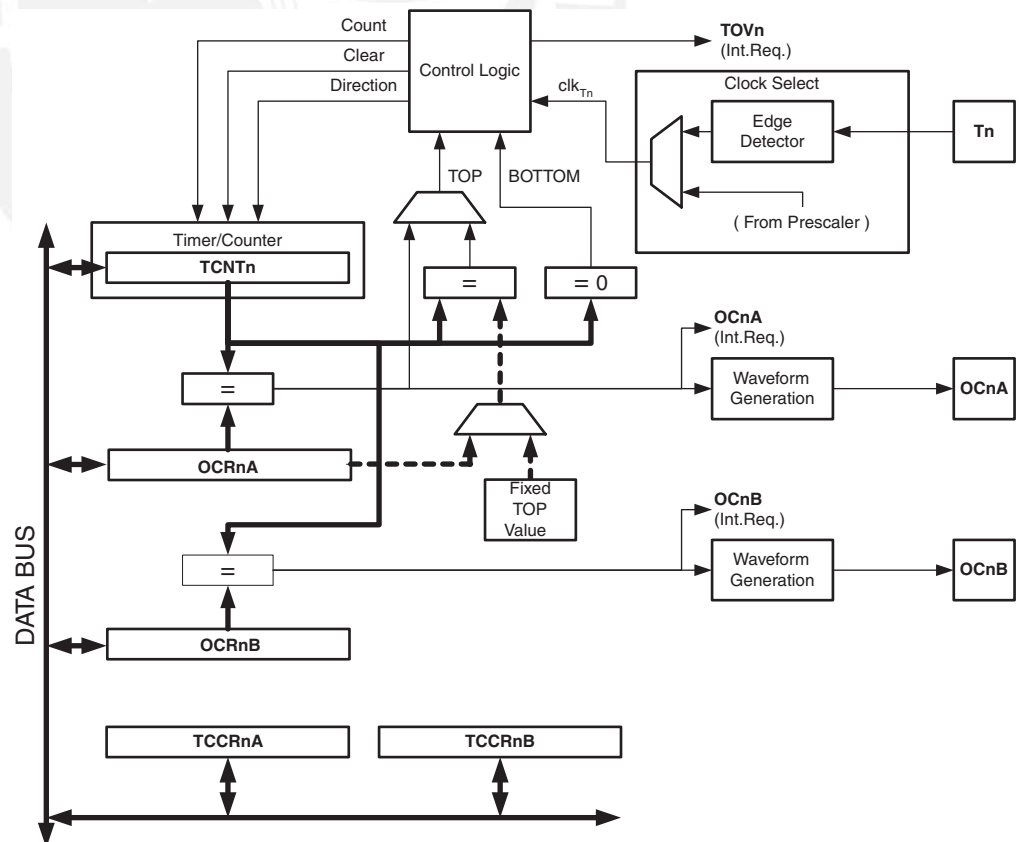 Count
Clear
Direction
Control Logic
TOVn
(Int.Req.)
clkTn
Clock Select
Edge
Detector
Tn
( From Prescaler )
TOP
BOTTOM
Timer/Counter
TCNTn
=
= 0
OCnA
(Int.Req.)
=
Waveform
Generation
OCnA
OCRnA
Fixed
TOP
Value
OCnB
(Int.Req.)
=
Waveform
Generation
OCnB
DATA BUS
OCRnB
TCCRnA
TCCRnB